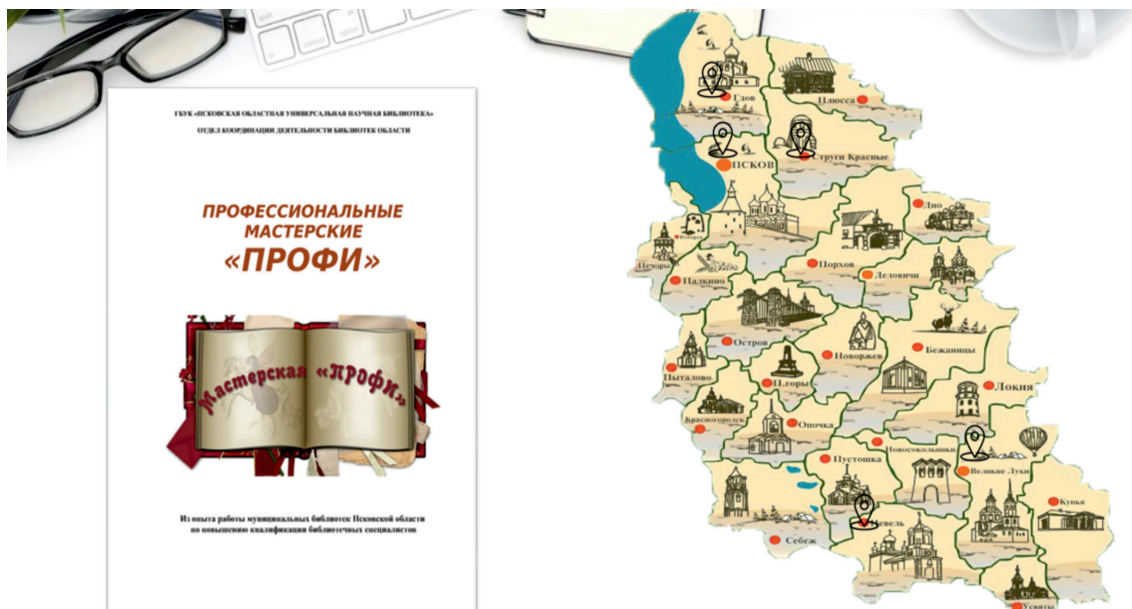 ГБУК «ПСКОВСКАЯ ОБЛАСТНАЯ УНИВЕРСАЛЬНАЯ НАУЧНАЯ БИБЛИОТЕКА»
ОТДЕЛ КООРДИНАЦИИ ДЕЯТЕЛЬНОСТИ БИБЛИОТЕК ОБЛАСТИ
ПРОФЕССИОНАЛЬНЫЕ
МАСТЕРСКИЕ
«ПРОФИ»
Мастерская «ПРОФИ»
Из опыта работы муниципальных библиотек Псковской области
по повышению квалификации библиотечных специалистов
Гдов
Плюсса
ПСКОВ
Струги Красные
Дно
Печоры
Палкино
Порхов
Дедовичи
Остров
Новоржев
Бежаницы
Пыталово
П.горы
Локня
Красногородск
Опочка
Новосокольники
Пустошка
Великие Луки
Кунья
Невель
Себеж
Усвяты